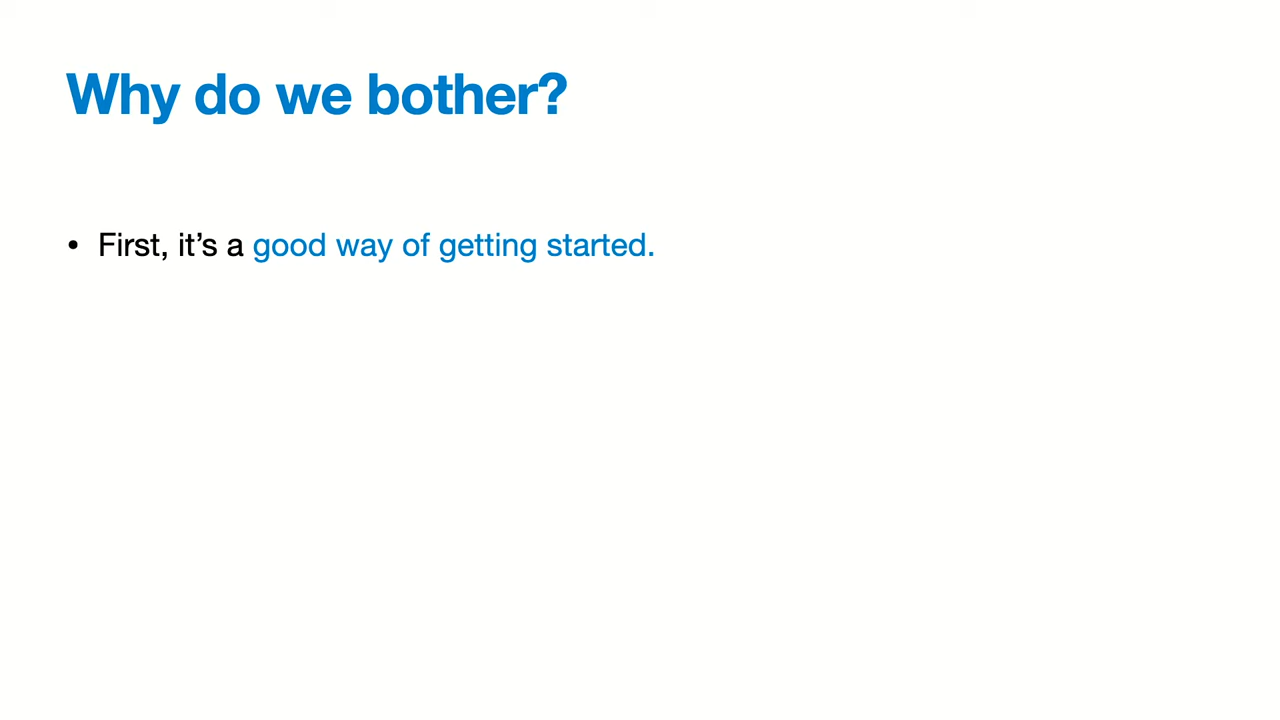 Why do we bother?
• First, it’s a good way of getting started.